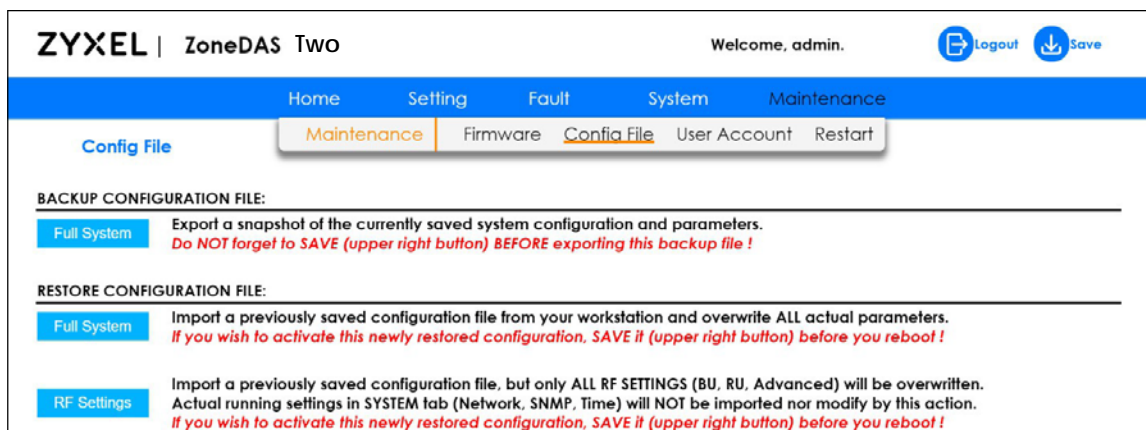 ZYXEL | ZoneDAS Two Welcome, admin. Logout Save
Home Setting Fault System Maintenance
Maintenance Firmware Config File User Account Restart
Config File
BACKUP CONFIGURATION FILE:
Full System
Export a snapshot of the currently saved system configuration and parameters.
Do NOT forget to SAVE (upper right button) BEFORE exporting this backup file !
RESTORE CONFIGURATION FILE:
Full System
Import a previously saved configuration file from your workstation and overwrite ALL actual parameters.
If you wish to activate this newly restored configuration, SAVE it (upper right button) before you reboot !
RF Settings
Import a previously saved configuration file, but only ALL RF SETTINGS (BU, RU, Advanced) will be overwritten.
Actual running settings in SYSTEM tab (Network, SNMP, Time) will NOT be imported nor modify by this action.
If you wish to activate this newly restored configuration, SAVE it (upper right button) before you reboot !